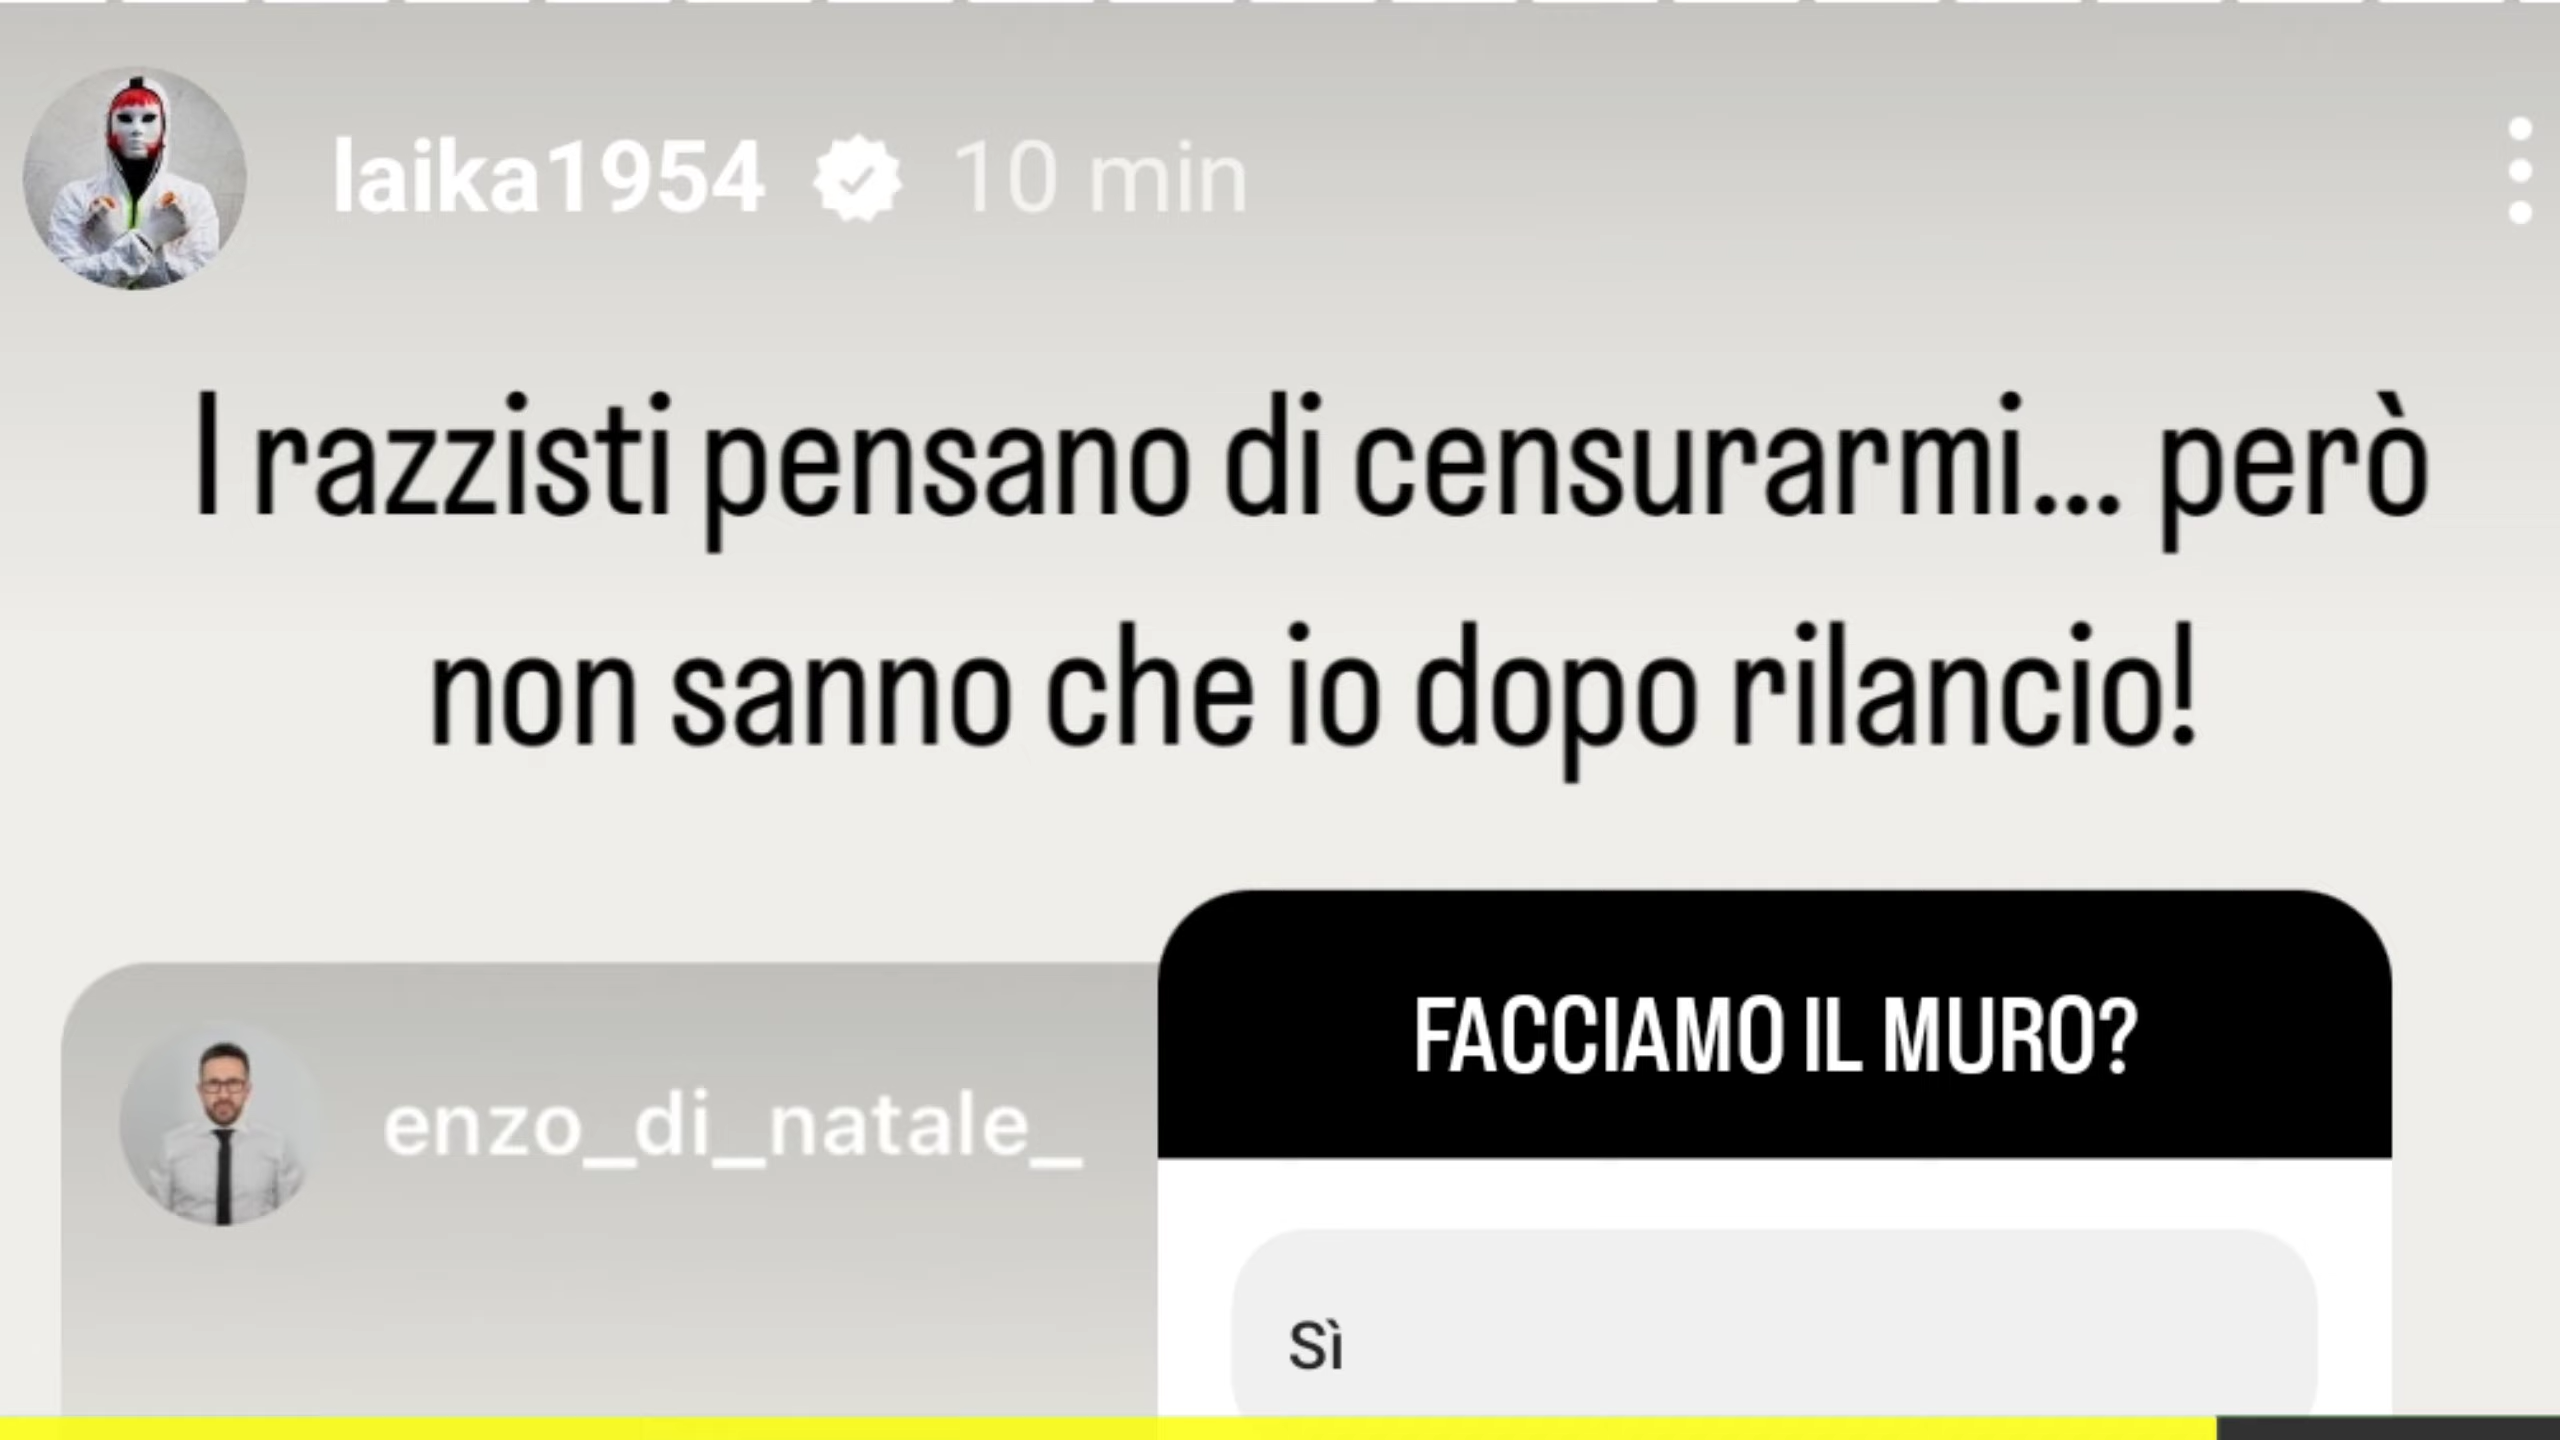 laika1954 10 min
I razzisti pensano di censurarmi... però
non sanno che io dopo rilancio!
FACCIAMO IL MURO?
enzo_di_natale_
Sì